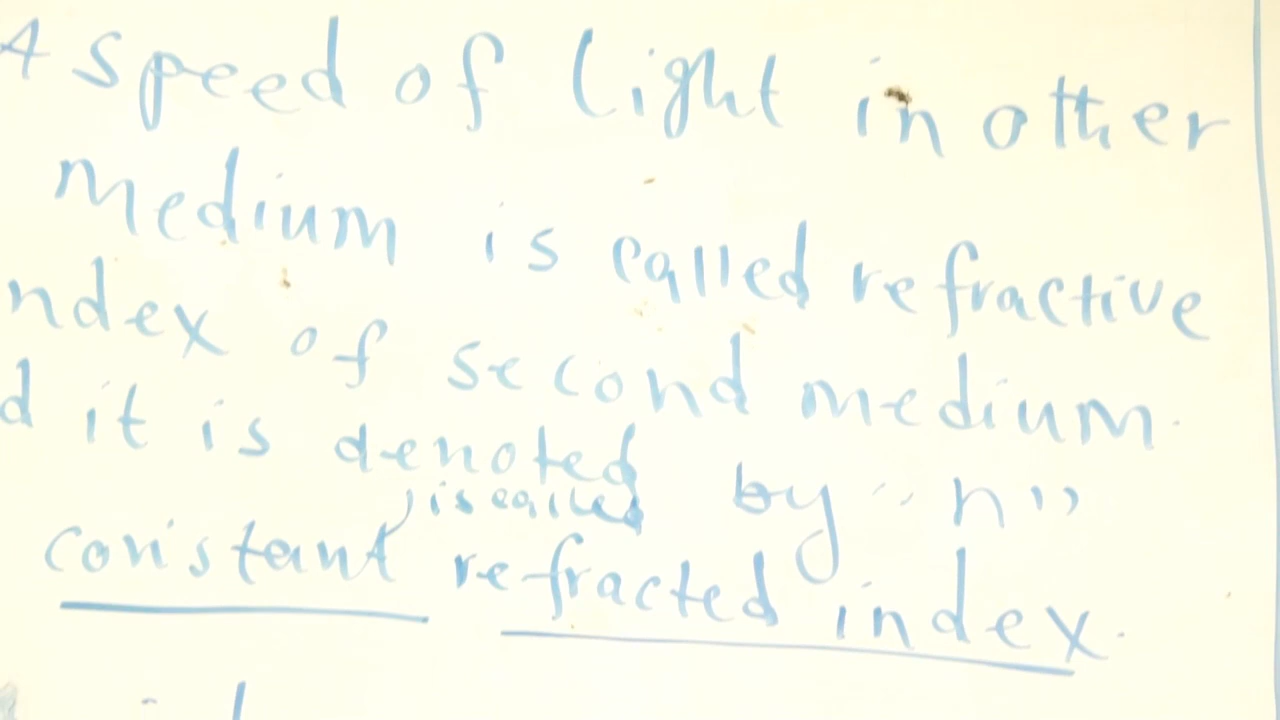 A speed of light in other
medium is called refractive
ndex of second medium.
d it is denoted by "n"
is called
constant refracted index.